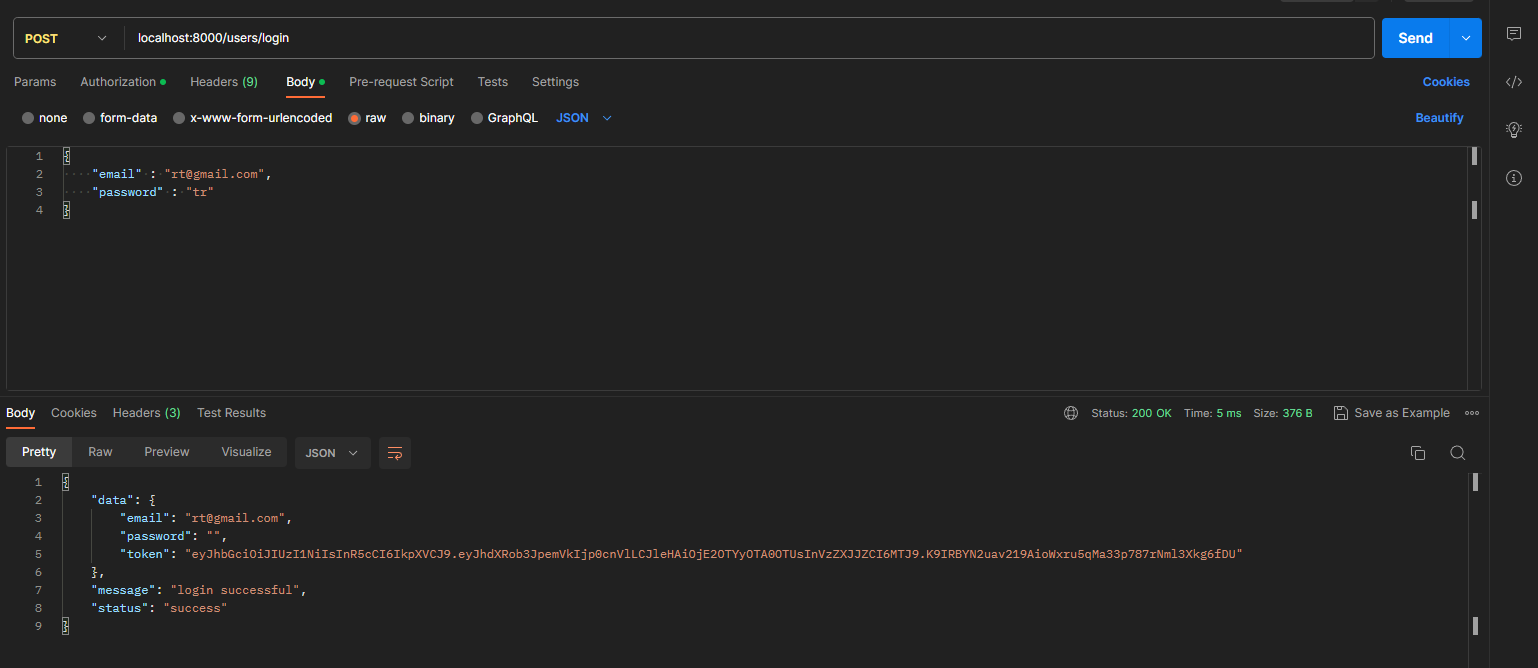 POST localhost:8000/users/login Send
Params Authorization Headers (9) Body Pre-request Script Tests Settings Cookies
none form-data x-www-form-urlencoded raw binary GraphQL JSON Beautify
1 {
2 "email" : "rt@gmail.com",
3 "password" : "tr"
4 }
Body Cookies Headers (3) Test Results Status: 200 OK Time: 5 ms Size: 376 B Save as Example
Pretty Raw Preview Visualize JSON
1 {
2 "data": {
3 "email": "rt@gmail.com",
4 "password": "",
5 "token": "eyJhbGciOiJIUzI1NiIsInR5cCI6IkpXVCJ9.eyJhdXRob3JpemVkIjp0cnVlLCJleHAiOjE2OTYyOTA0OTUsInVzZXJJZCI6MTJ9.K9IRBYN2uav219AioWxru5qMa33p787rNml3Xkg6fDU"
6 },
7 "message": "login successful",
8 "status": "success"
9 }